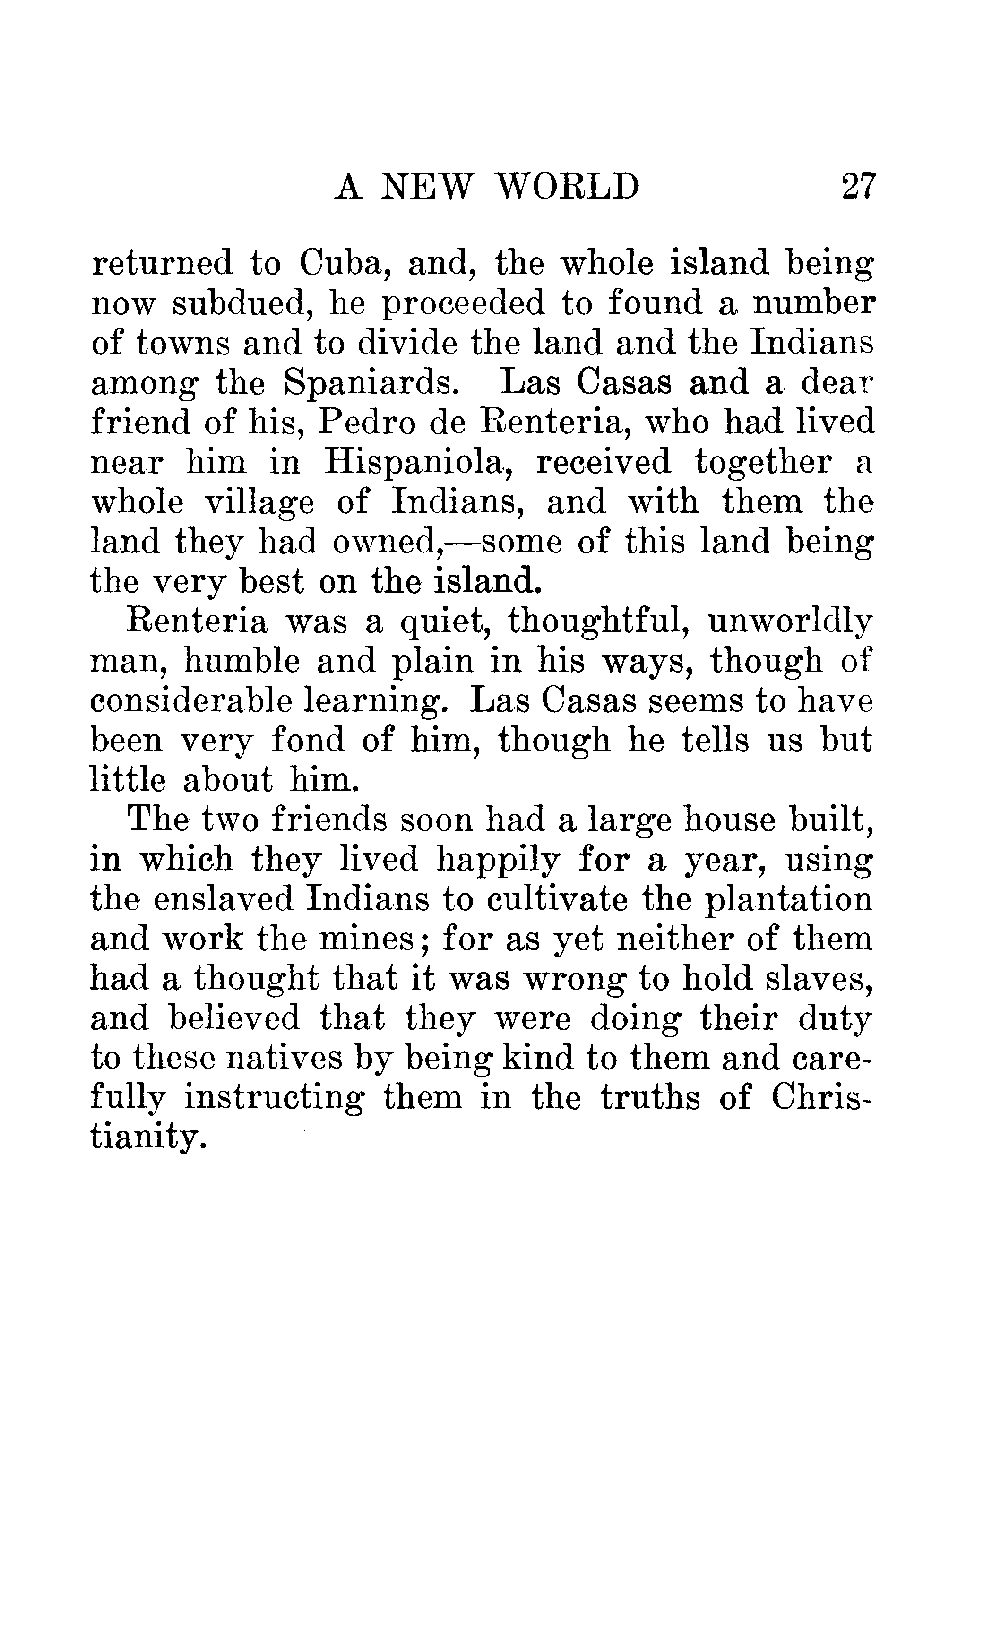 A NEW WORLD 27
returned to Cuba, and, the whole island being
now subdued, he proceeded to found a number
of towns and to divide the land and the Indians
among the Spaniards. Las Casas and a dear
friend of his, Pedro de Renteria, who had lived
near him in Hispaniola, received together a
whole village of Indians, and with them the
land they had owned,—some of this land being
the very best on the island.
Renteria was a quiet, thoughtful, unworldly
man, humble and plain in his ways, though of
considerable learning. Las Casas seems to have
been very fond of him, though he tells us but
little about him.
The two friends soon had a large house built,
in which they lived happily for a year, using
the enslaved Indians to cultivate the plantation
and work the mines; for as yet neither of them
had a thought that it was wrong to hold slaves,
and believed that they were doing their duty
to these natives by being kind to them and care-
fully instructing them in the truths of Chris-
tianity.